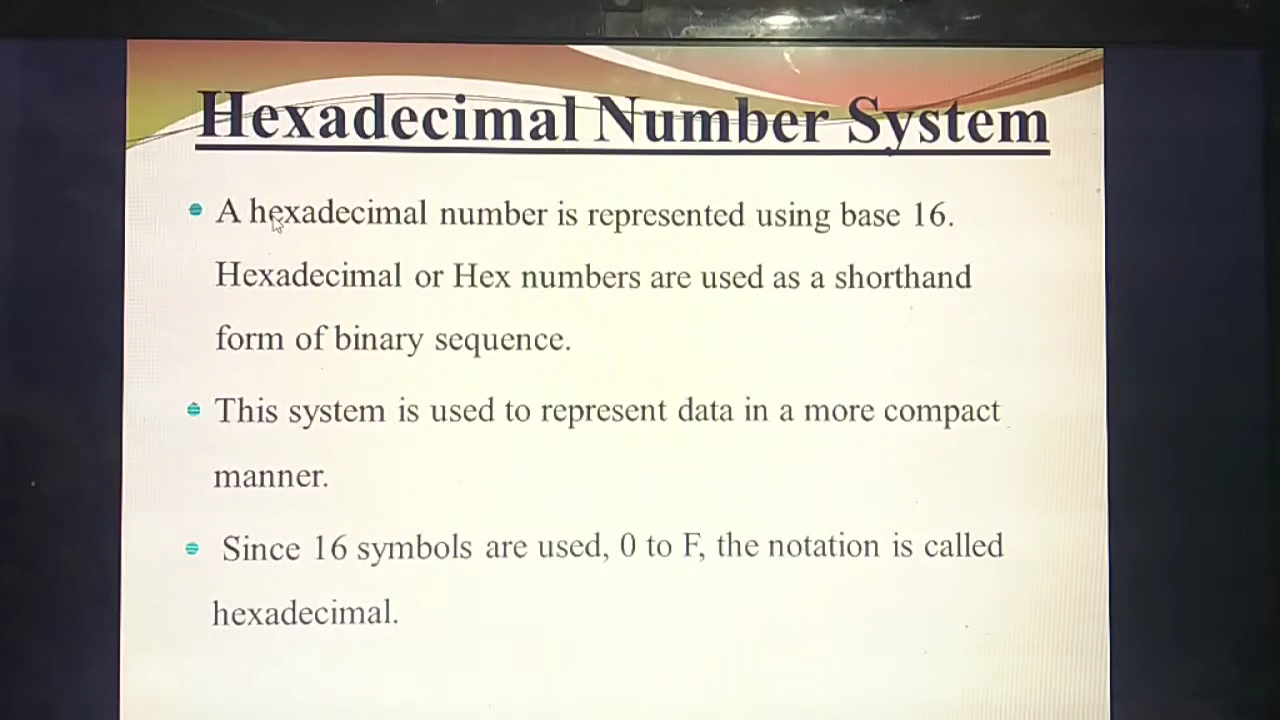 Hexadecimal Number System
A hexadecimal number is represented using base 16.
Hexadecimal or Hex numbers are used as a shorthand
form of binary sequence.
This system is used to represent data in a more compact
manner.
Since 16 symbols are used, 0 to F, the notation is called
hexadecimal.